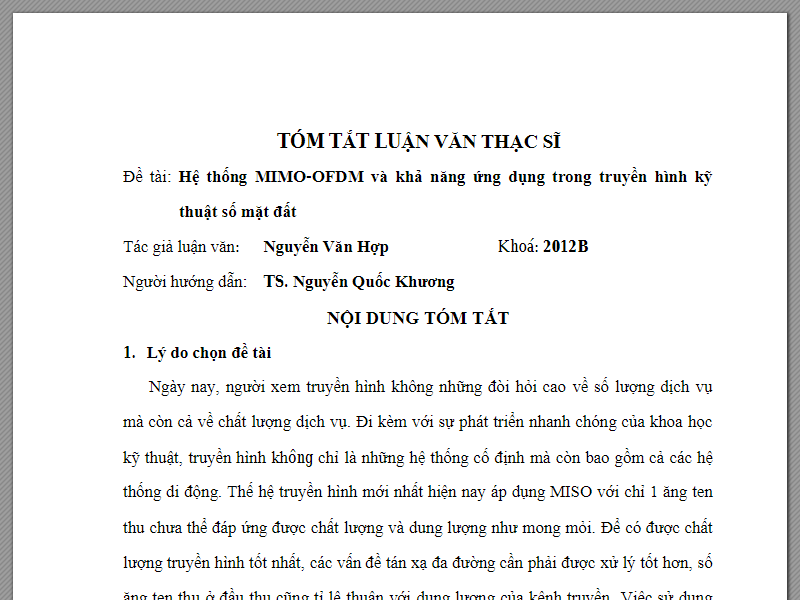 TÓM TẮT LUẬN VĂN THẠC SĨ
Đề tài: Hệ thống MIMO-OFDM và khả năng ứng dụng trong truyền hình kỹ
thuật số mặt đất
Tác giả luận văn: Nguyễn Văn Hợp Khoá: 2012B
Người hướng dẫn: TS. Nguyễn Quốc Khương
NỘI DUNG TÓM TẮT
1. Lý do chọn đề tài
Ngày nay, người xem truyền hình không những đòi hỏi cao về số lượng dịch vụ
mà còn cả về chất lượng dịch vụ. Đi kèm với sự phát triển nhanh chóng của khoa học
kỹ thuật, truyền hình không chỉ là những hệ thống cố định mà còn bao gồm cả các hệ
thống di động. Thế hệ truyền hình mới nhất hiện nay áp dụng MISO với chỉ 1 ăng ten
thu chưa thể đáp ứng được chất lượng và dung lượng như mong mỏi. Để có được chất
lượng truyền hình tốt nhất, các vấn đề tán xạ đa đường cần phải được xử lý tốt hơn, số
ăng ten thu ở đầu thu cũng tỉ lệ thuận với dung lượng của kênh truyền. Việc sử dụng